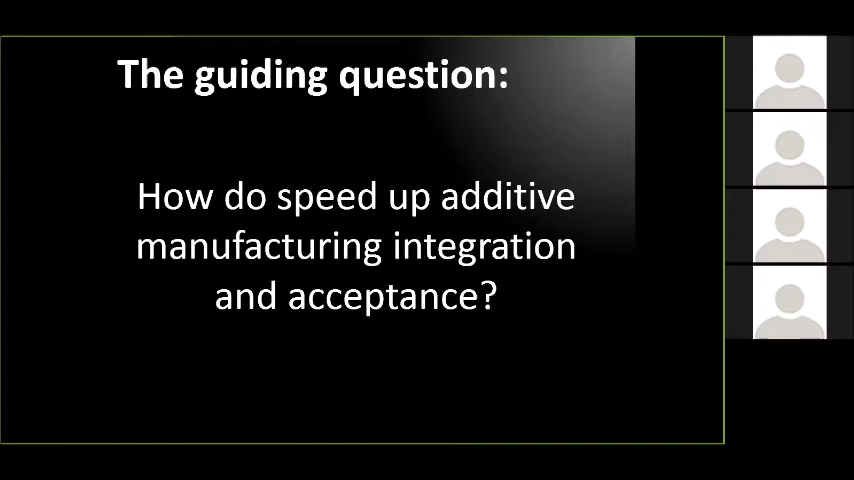 The guiding question:
How do speed up additive
manufacturing integration
and acceptance?